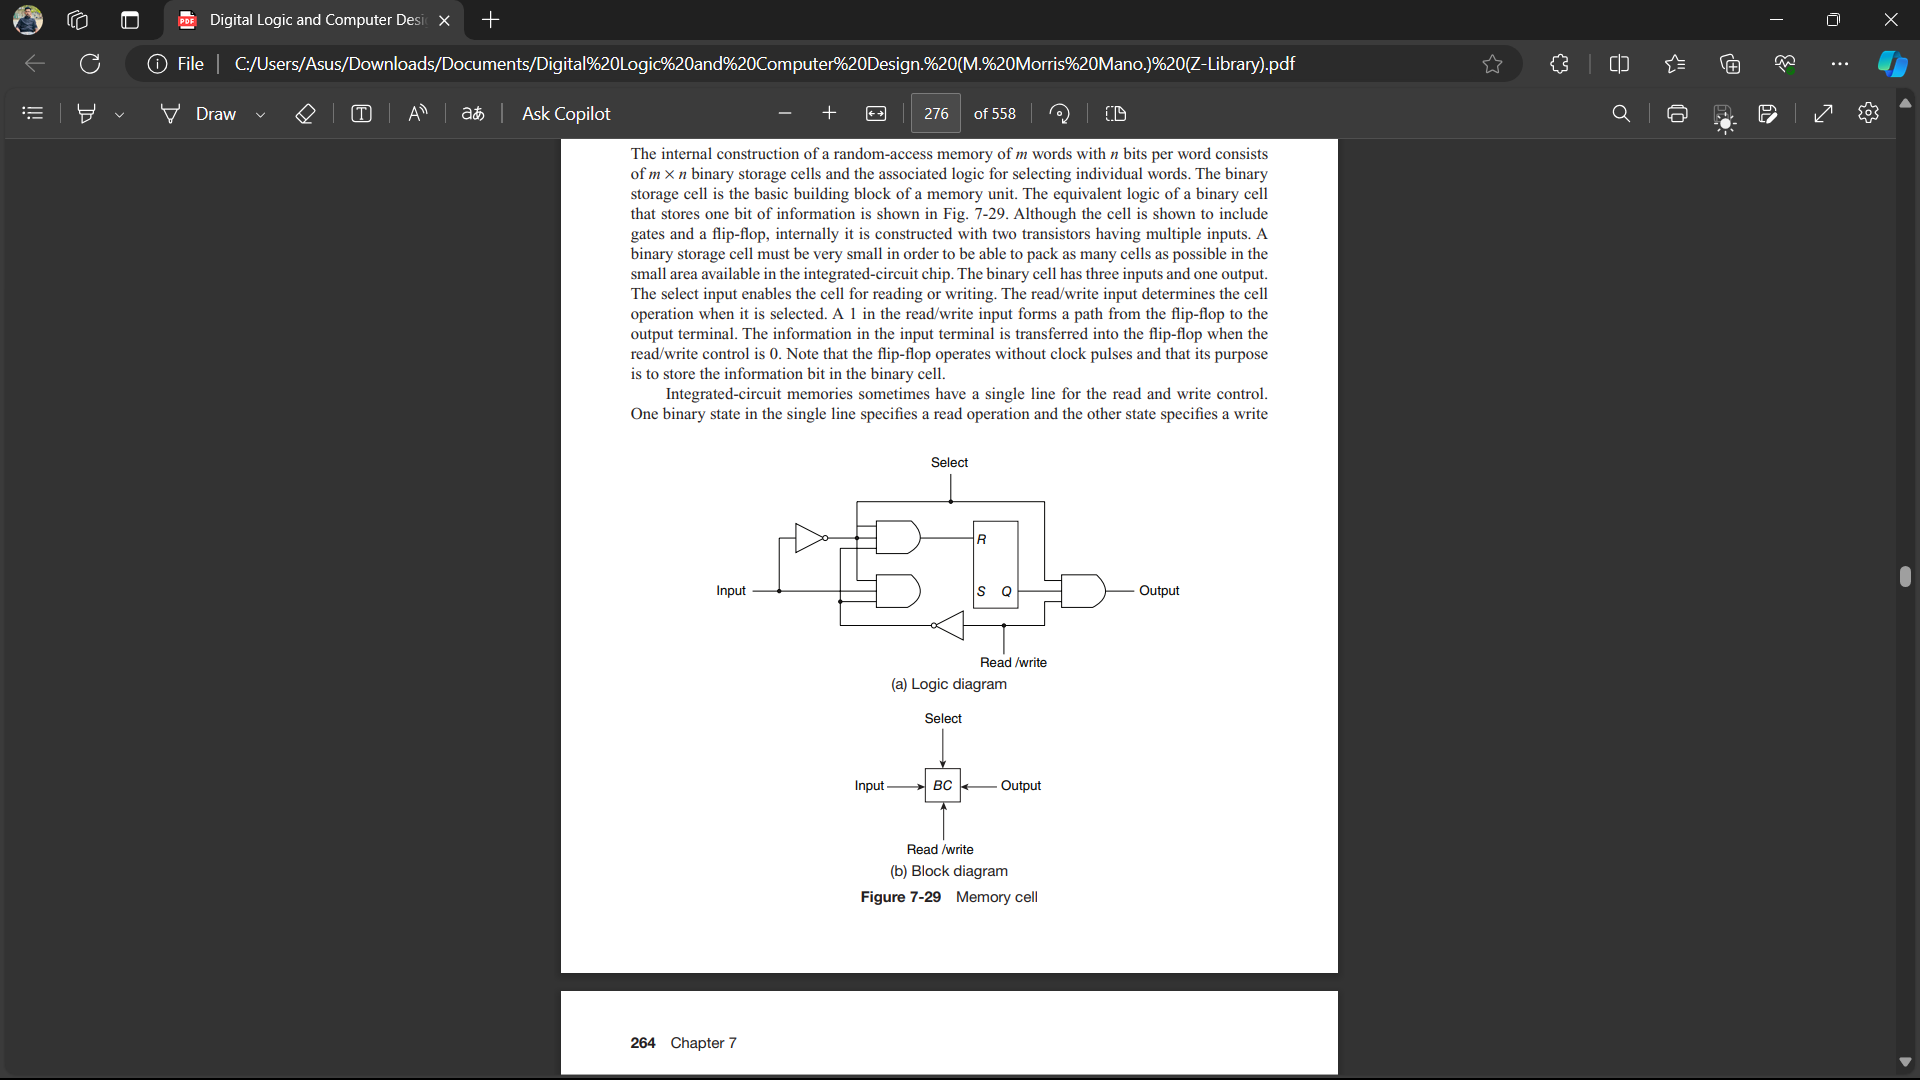 Digital Logic and Computer Desi
File
C:/Users/Asus/Downloads/Documents/Digital%20Logic%20and%20Computer%20Design.%20(M.%20Morris%20Mano.)%20(Z-Library).pdf
Draw
aあ
Ask Copilot
276 of 558
The internal construction of a random-access memory of m words with n bits per word consists
of m × n binary storage cells and the associated logic for selecting individual words. The binary
storage cell is the basic building block of a memory unit. The equivalent logic of a binary cell
that stores one bit of information is shown in Fig. 7-29. Although the cell is shown to include
gates and a flip-flop, internally it is constructed with two transistors having multiple inputs. A
binary storage cell must be very small in order to be able to pack as many cells as possible in the
small area available in the integrated-circuit chip. The binary cell has three inputs and one output.
The select input enables the cell for reading or writing. The read/write input determines the cell
operation when it is selected. A 1 in the read/write input forms a path from the flip-flop to the
output terminal. The information in the input terminal is transferred into the flip-flop when the
read/write control is 0. Note that the flip-flop operates without clock pulses and that its purpose
is to store the information bit in the binary cell.
Integrated-circuit memories sometimes have a single line for the read and write control.
One binary state in the single line specifies a read operation and the other state specifies a write
Select
R
Input
S Q
Output
Read /write
(a) Logic diagram
Select
Input
BC
Output
Read /write
(b) Block diagram
Figure 7-29 Memory cell
264 Chapter 7